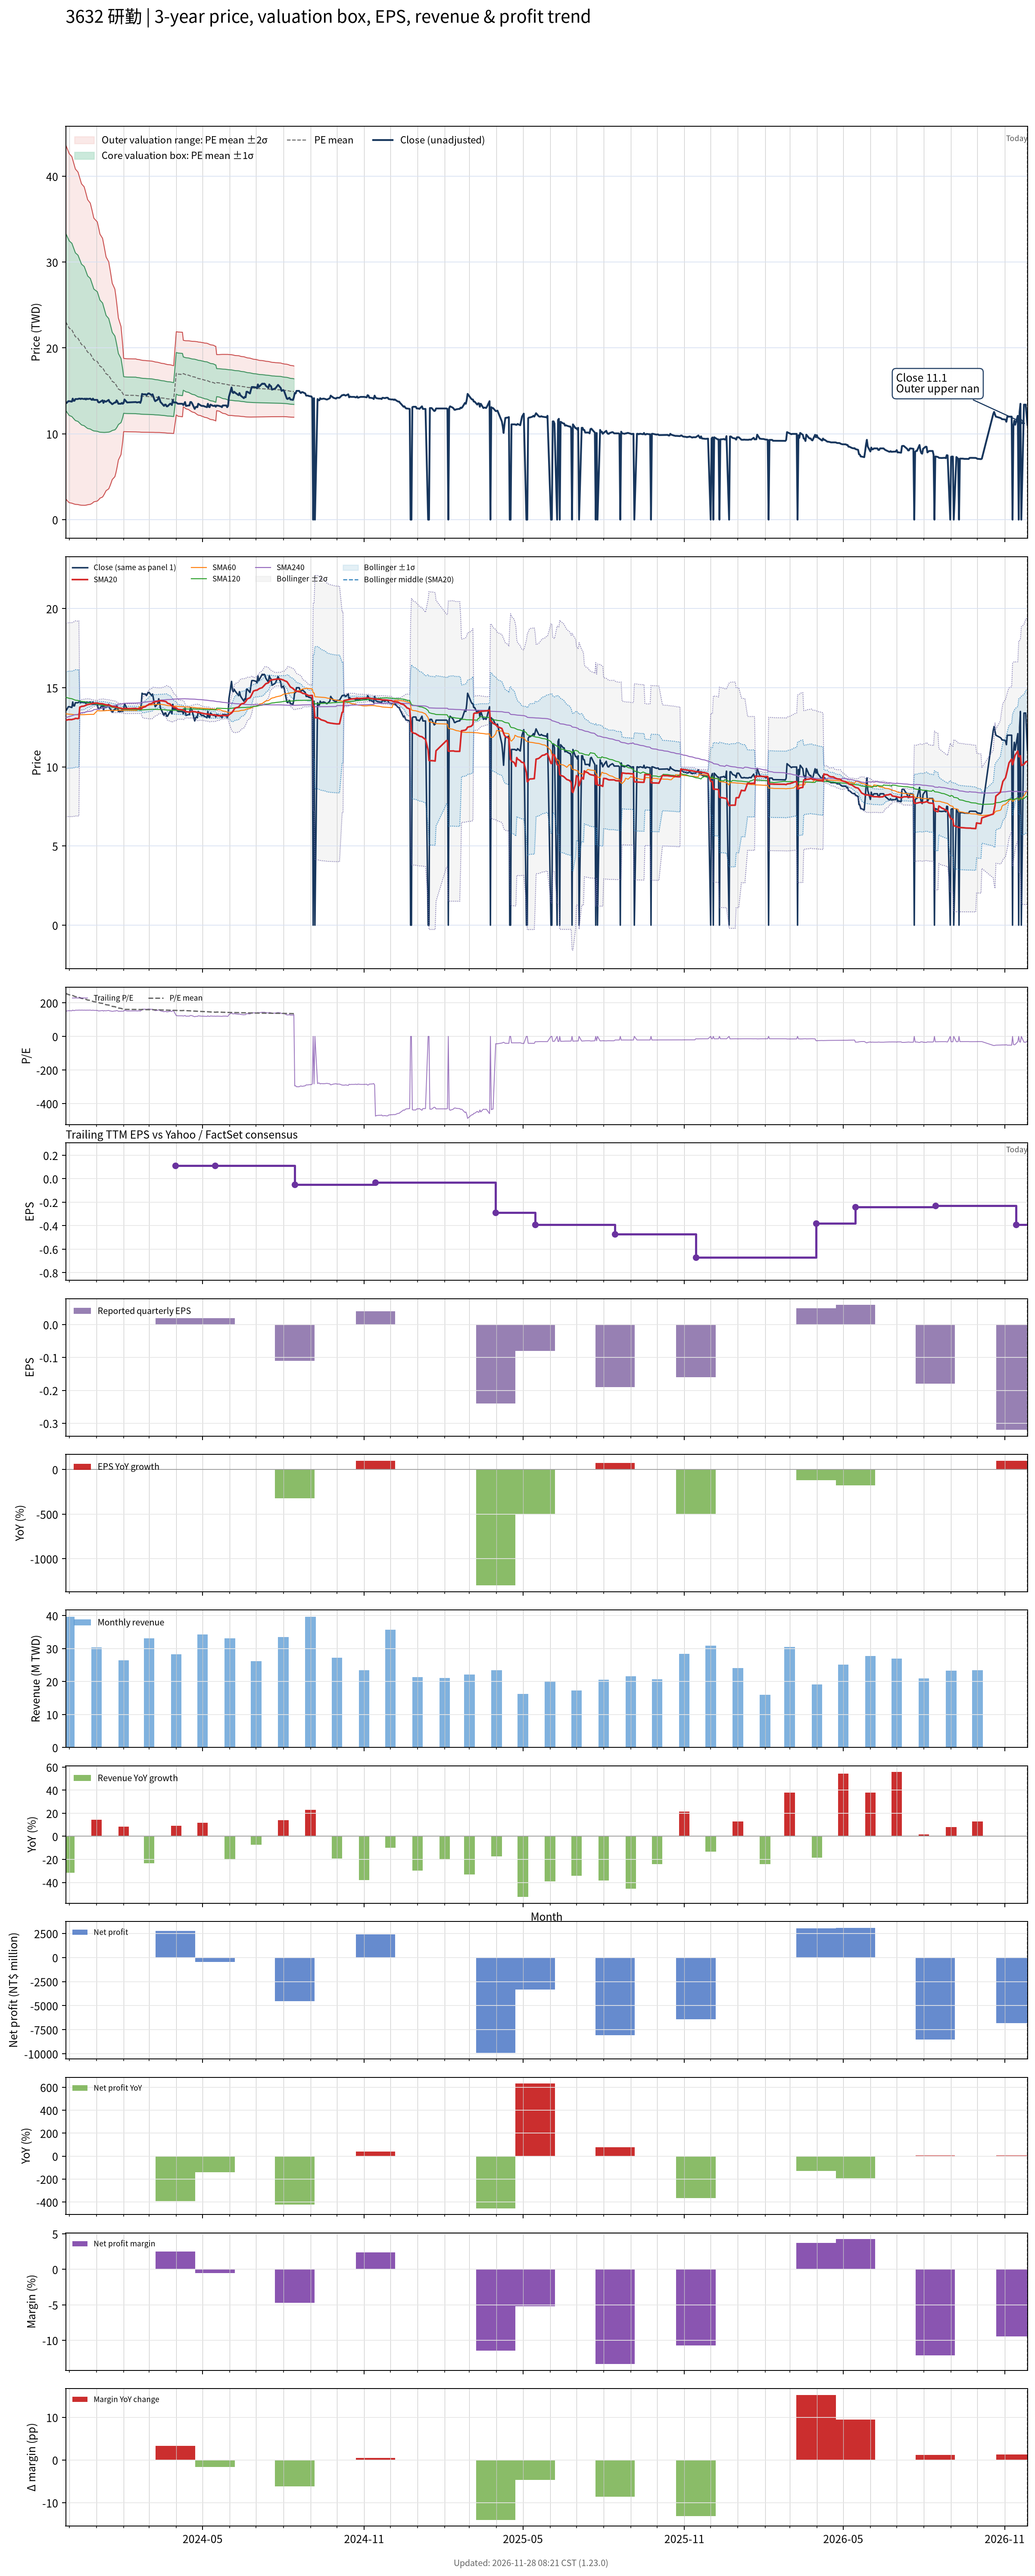 3632 研勤 | 3-year price, valuation box, EPS, revenue & profit trend
Outer valuation range: PE mean ±2σ
Core valuation box: PE mean ±1σ
PE mean
Close (unadjusted)
Today
Close 11.1
Outer upper nan
Price (TWD)
40
30
20
10
0
Close (same as panel 1)
SMA20
SMA60
SMA120
SMA240
Bollinger ±2σ
Bollinger ±1σ
Bollinger middle (SMA20)
Price
20
15
10
5
0
Trailing P/E
P/E mean
P/E
200
0
-200
-400
Trailing TTM EPS vs Yahoo / FactSet consensus
Today
EPS
0.2
0.0
-0.2
-0.4
-0.6
-0.8
Reported quarterly EPS
EPS
0.0
-0.1
-0.2
-0.3
EPS YoY growth
YoY (%)
0
-500
-1000
Monthly revenue
Revenue (M TWD)
40
30
20
10
0
Revenue YoY growth
YoY (%)
60
40
20
0
-20
-40
Month
Net profit
Net profit (NT$ million)
2500
0
-2500
-5000
-7500
-10000
Net profit YoY
YoY (%)
600
400
200
0
-200
-400
Net profit margin
Margin (%)
5
0
-5
-10
Margin YoY change
Δ margin (pp)
10
0
-10
2024-05
2024-11
2025-05
2025-11
2026-05
2026-11
Updated: 2026-11-28 08:21 CST (1.23.0)